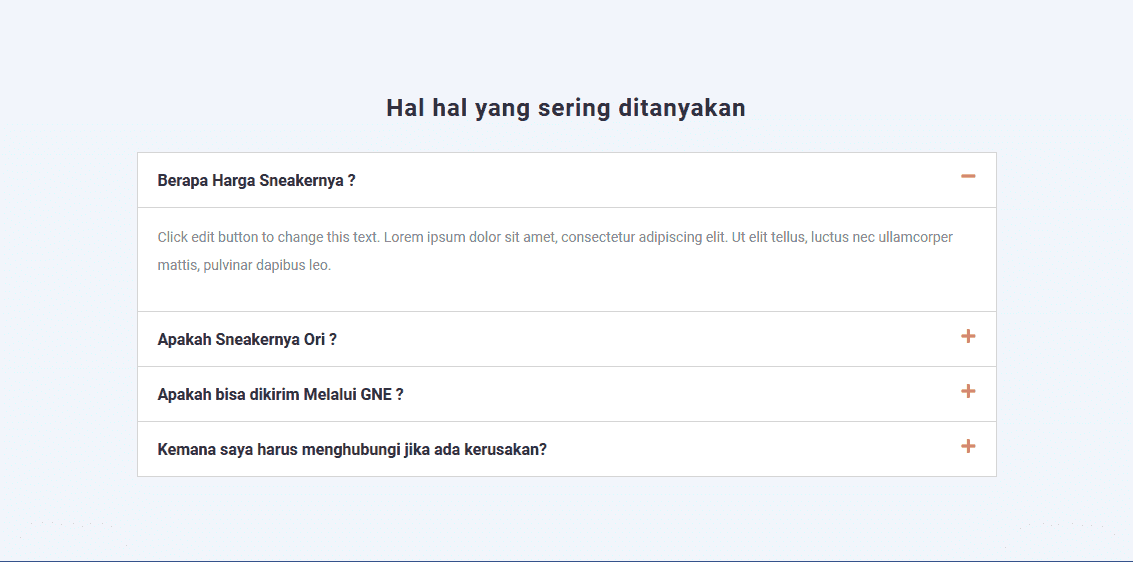 Hal hal yang sering ditanyakan
Berapa Harga Sneakernya ?
Click edit button to change this text. Lorem ipsum dolor sit amet, consectetur adipiscing elit. Ut elit tellus, luctus nec ullamcorper
mattis, pulvinar dapibus leo.
Apakah Sneakernya Ori ?
Apakah bisa dikirim Melalui GNE ?
Kemana saya harus menghubungi jika ada kerusakan?